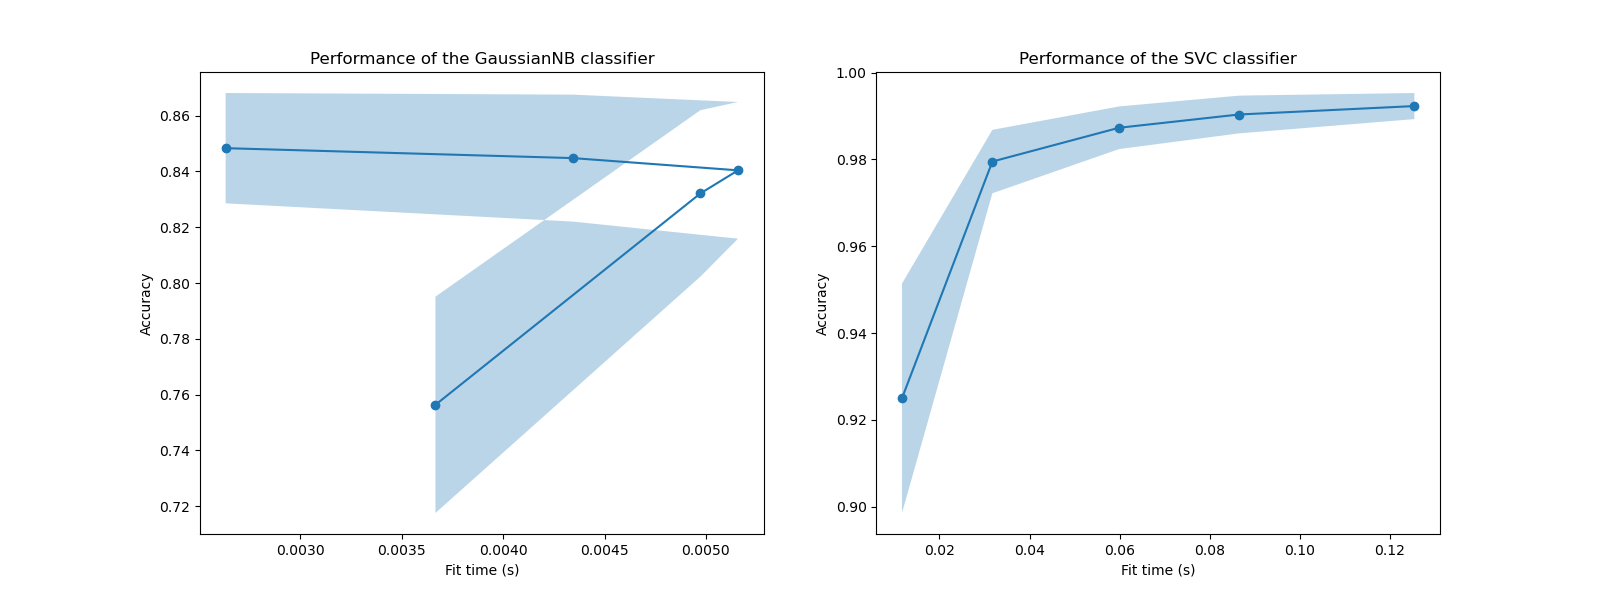 Performance of the GaussianNB classifier
0.86
0.84
0.82
0.80
0.78
0.76
0.74
0.72
Accuracy
0.0030 0.0035 0.0040 0.0045 0.0050
Fit time (s)
Performance of the SVC classifier
1.00
0.98
0.96
0.94
0.92
0.90
Accuracy
0.02 0.04 0.06 0.08 0.10 0.12
Fit time (s)